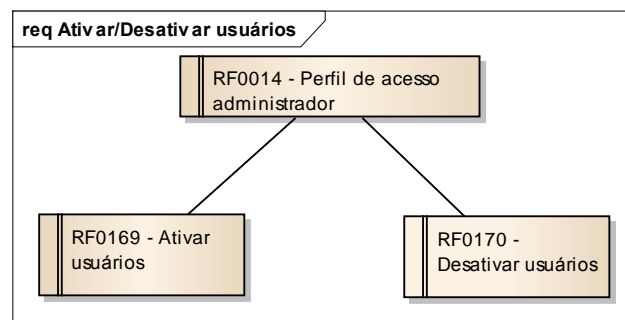 req Ativar/Desativar usuários
RF0014 - Perfil de acesso
administrador
RF0169 - Ativar
usuários
RF0170 -
Desativar usuários